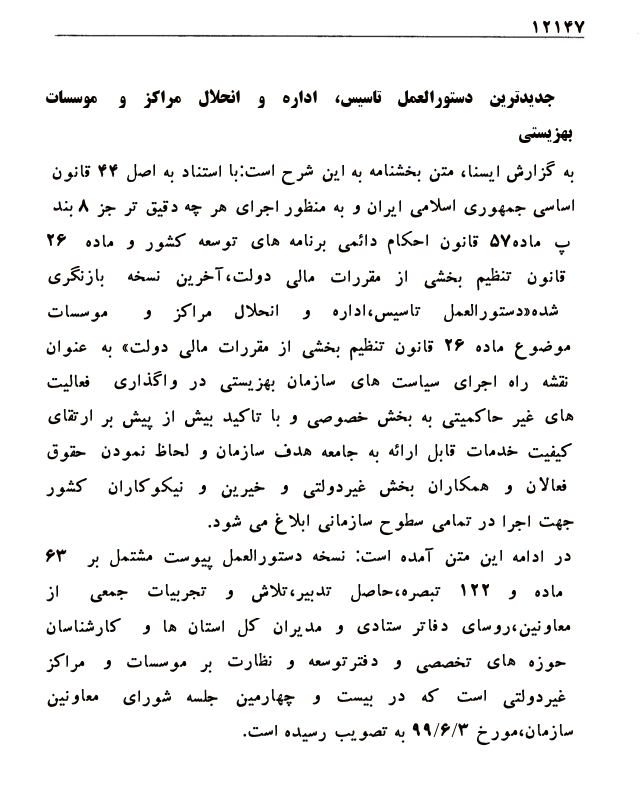 ۱۲۱۴۷
جدیدترین دستورالعمل تاسیس، اداره و انحلال مراکز و موسسات
بهزیستی
به گزارش ایسنا، متن بخشنامه به این شرح است:با استناد به اصل ۴۴ قانون
اساسی جمهوری اسلامی ایران و به منظور اجرای هر چه دقیق تر جز ۸ بند
پ ماده۵۷ قانون احکام دائمی برنامه های توسعه کشور و ماده ۲۶
قانون تنظیم بخشی از مقررات مالی دولت،آخرین نسخه بازنگری
شده«دستورالعمل تاسیس،اداره و انحلال مراکز و موسسات
موضوع ماده ۲۶ قانون تنظیم بخشی از مقررات مالی دولت» به عنوان
نقشه راه اجرای سیاست های سازمان بهزیستی در واگذاری فعالیت
های غیر حاکمیتی به بخش خصوصی و با تاکید بیش از پیش بر ارتقای
کیفیت خدمات قابل ارائه به جامعه هدف سازمان و لحاظ نمودن حقوق
فعالان و همکاران بخش غیردولتی و خیرین و نیکوکاران کشور
جهت اجرا در تمامی سطوح سازمانی ابلاغ می شود.
در ادامه این متن آمده است: نسخه دستورالعمل پیوست مشتمل بر ۶۳
ماده و ۱۲۲ تبصره،حاصل تدبیر،تلاش و تجربیات جمعی از
معاونین،روسای دفاتر ستادی و مدیران کل استان ها و کارشناسان
حوزه های تخصصی و دفترتوسعه و نظارت بر موسسات و مراکز
غیردولتی است که در بیست و چهارمین جلسه شورای معاونین
سازمان،مورخ ۹۹/۶/۳ به تصویب رسیده است.